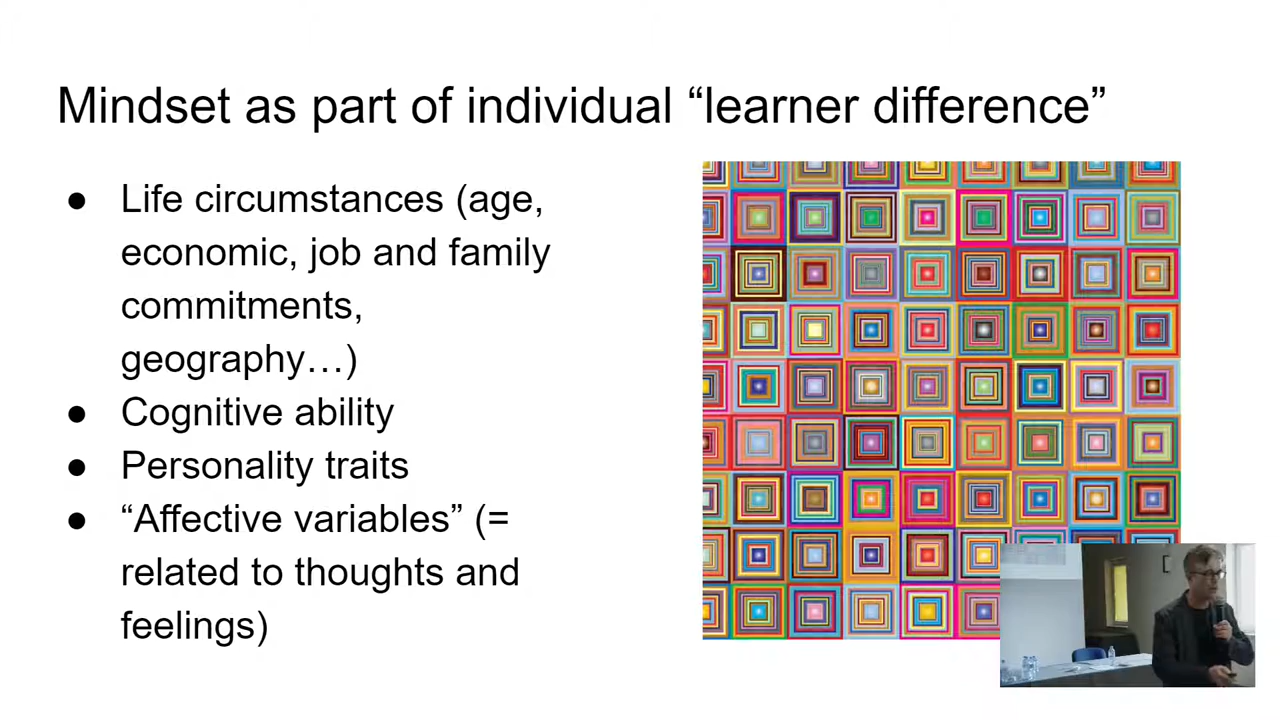 Mindset as part of individual “learner difference”
● Life circumstances (age,
economic, job and family
commitments,
geography…)
● Cognitive ability
● Personality traits
● “Affective variables” (=
related to thoughts and
feelings)